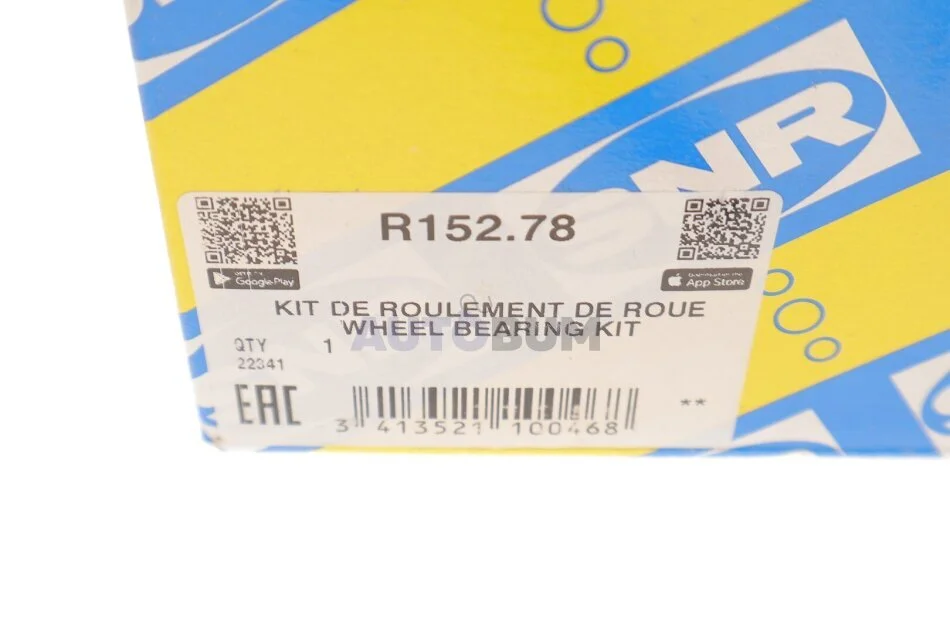 SNR
R152.78
Google Play
App Store
KIT DE ROULEMENT DE ROUE
WHEEL BEARING KIT
AUTOBUM
QTY 1
22341
EAC
**
3 413521 100468